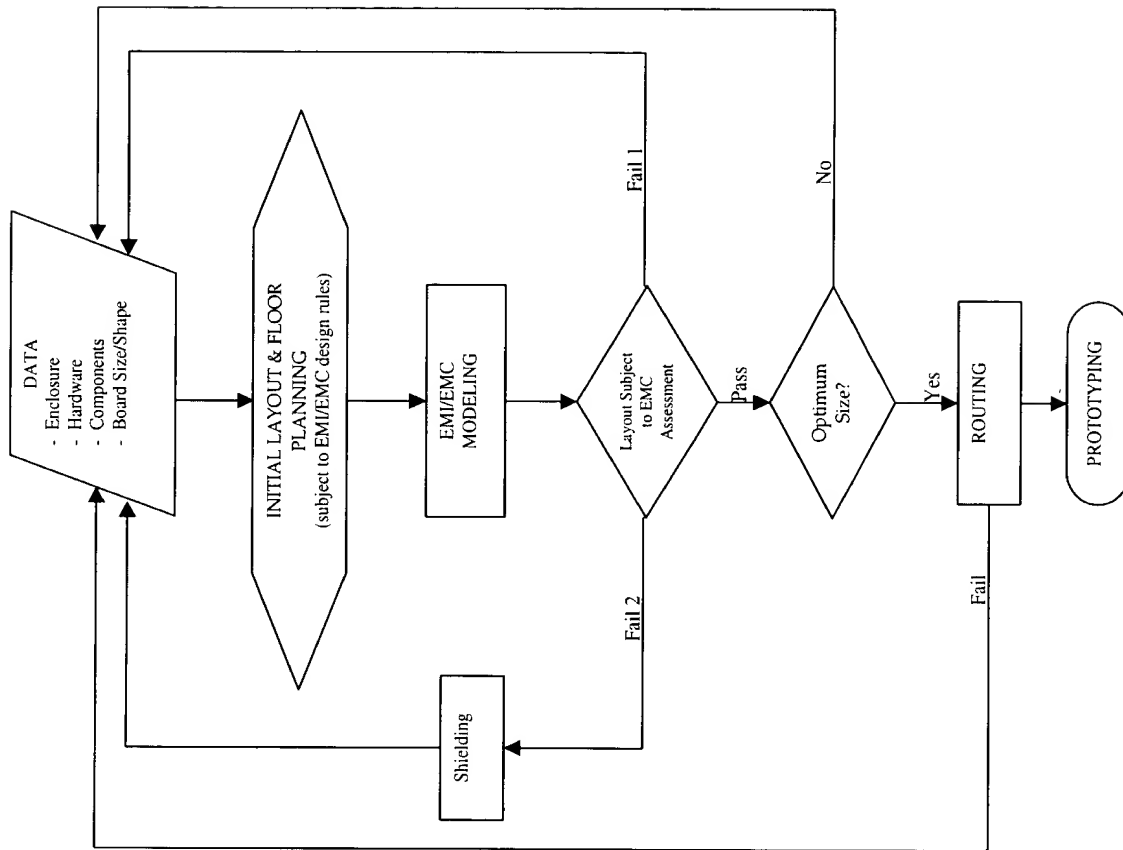 DATA
- Enclosure
- Hardware
- Components
- Board Size/Shape
INITIAL LAYOUT & FLOOR
PLANNING
(subject to EMI/EMC design rules)
EMI/EMC
MODELING
Layout Subject
to EMC
Assessment
Fail 1
Fail 2
Shielding
Pass
Optimum
Size?
No
Yes
ROUTING
Fail
PROTOTYPING